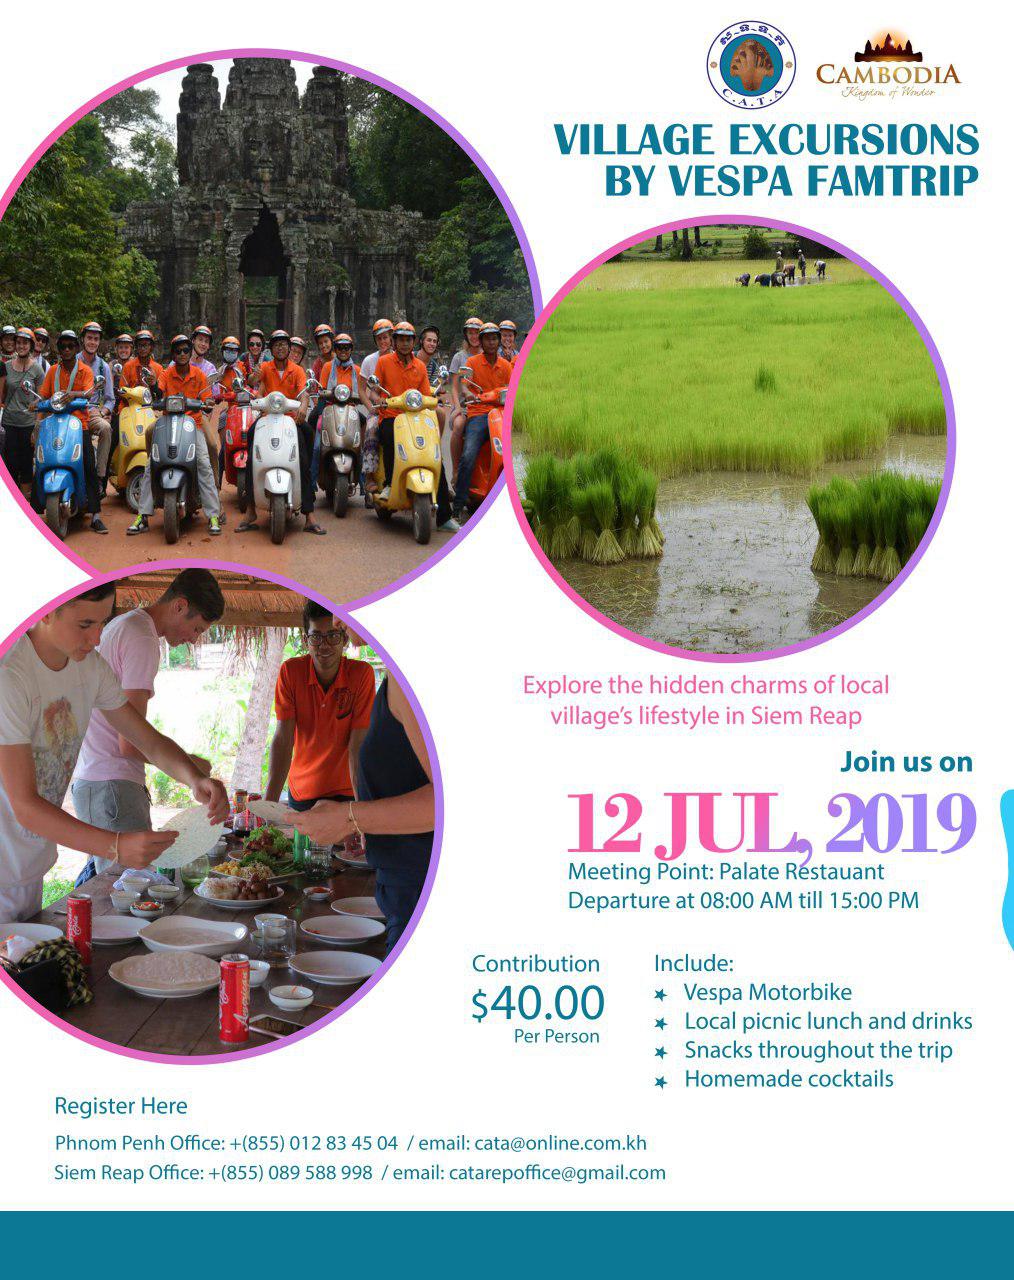 C.A.T.A
CAMBODIA
Kingdom of Wonder
VILLAGE EXCURSIONS
BY VESPA FAMTRIP
Explore the hidden charms of local
village's lifestyle in Siem Reap
Join us on
12 JUL, 2019
Meeting Point: Palate Restauant
Departure at 08:00 AM till 15:00 PM
Contribution
$40.00
Per Person
Include:
Vespa Motorbike
Local picnic lunch and drinks
Snacks throughout the trip
Homemade cocktails
Register Here
Phnom Penh Office: +(855) 012 83 45 04 / email: cata@online.com.kh
Siem Reap Office: +(855) 089 588 998 / email: catarepoffice@gmail.com